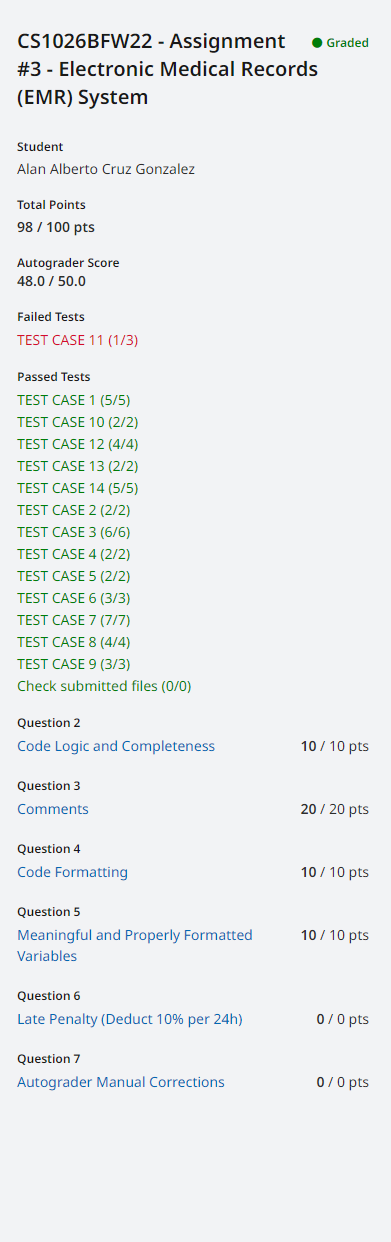 CS1026BFW22 - Assignment
Graded
#3 - Electronic Medical Records
(EMR) System
Student
Alan Alberto Cruz Gonzalez
Total Points
98 / 100 pts
Autograder Score
48.0 / 50.0
Failed Tests
TEST CASE 11 (1/3)
Passed Tests
TEST CASE 1 (5/5)
TEST CASE 10 (2/2)
TEST CASE 12 (4/4)
TEST CASE 13 (2/2)
TEST CASE 14 (5/5)
TEST CASE 2 (2/2)
TEST CASE 3 (6/6)
TEST CASE 4 (2/2)
TEST CASE 5 (2/2)
TEST CASE 6 (3/3)
TEST CASE 7 (7/7)
TEST CASE 8 (4/4)
TEST CASE 9 (3/3)
Check submitted files (0/0)
Question 2
Code Logic and Completeness 10 / 10 pts
Question 3
Comments 20 / 20 pts
Question 4
Code Formatting 10 / 10 pts
Question 5
Meaningful and Properly Formatted 10 / 10 pts
Variables
Question 6
Late Penalty (Deduct 10% per 24h) 0 / 0 pts
Question 7
Autograder Manual Corrections 0 / 0 pts